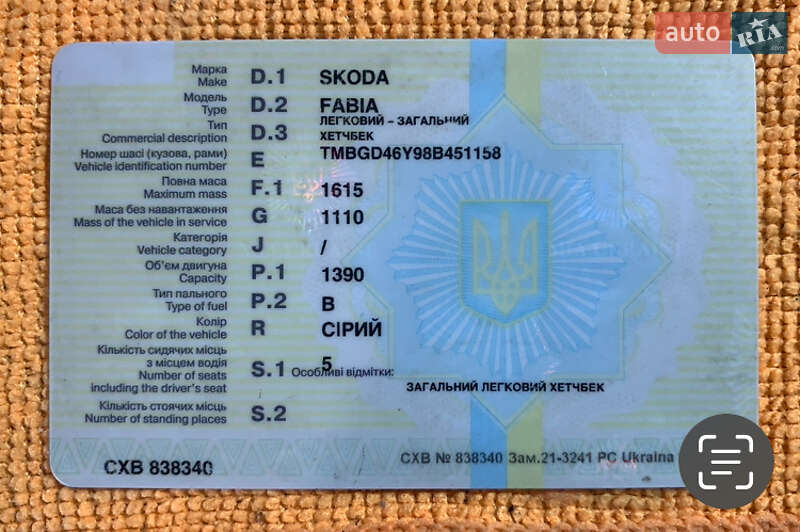 auto RIA .com
Марка
Make D.1 SKODA
Модель
Type D.2 FABIA
Тип
Commercial description D.3 ЛЕГКОВИЙ - ЗАГАЛЬНИЙ
ХЕТЧБЕК
Номер шасі (кузова, рами)
Vehicle identification number E TMBGD46Y98B451158
Повна маса
Maximum mass F.1 1615
Маса без навантаження
Mass of the vehicle in service G 1110
Категорія
Vehicle category J /
Об'єм двигуна
Capacity P.1 1390
Тип пального
Type of fuel P.2 B
Колір
Color of the vehicle R СІРИЙ
Кількість сидячих місць
з місцем водія
Number of seats
including the driver's seat S.1 5
Особливі відмітки:
ЗАГАЛЬНИЙ ЛЕГКОВИЙ ХЕТЧБЕК
Кількість стоячих місць
Number of standing places S.2
СХВ 838340
СХВ № 838340 Зам.21-3241 PC Ukraina